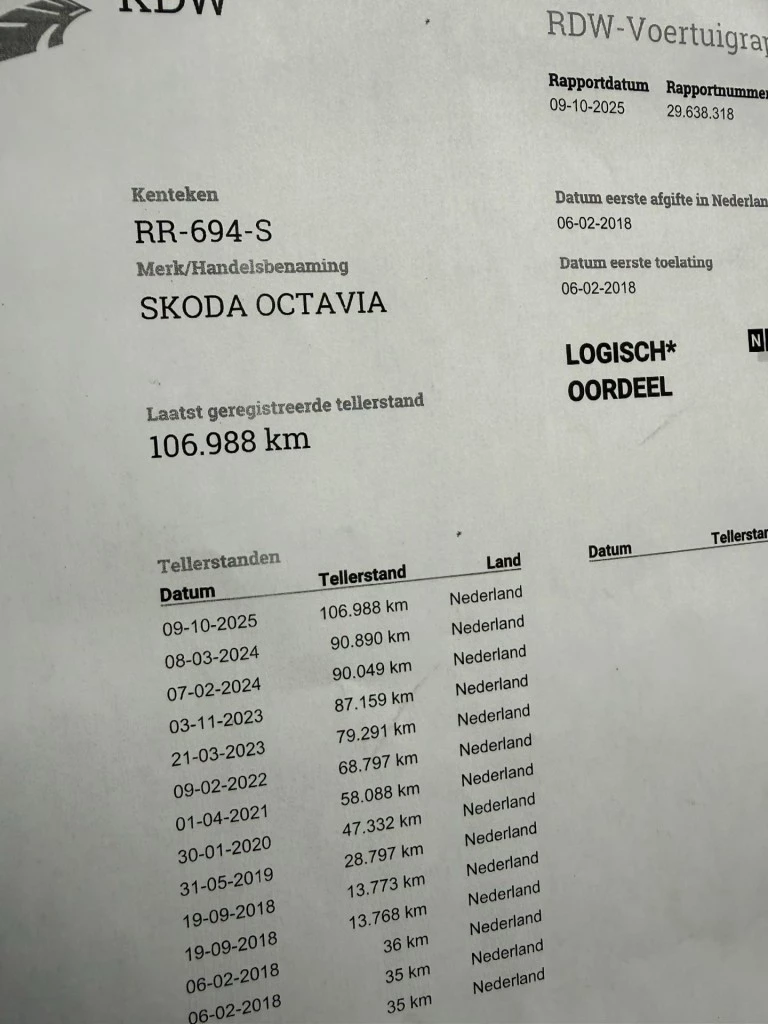 RDW
RDW-Voertuigrap
Rapportdatum Rapportnummer
09-10-2025 29.638.318
Kenteken
RR-694-S
Merk/Handelsbenaming
SKODA OCTAVIA
Datum eerste afgifte in Nederlan
06-02-2018
Datum eerste toelating
06-02-2018
LOGISCH*
OORDEEL
N
Laatst geregistreerde tellerstand
106.988 km
Tellerstanden
Datum Tellerstand Land
09-10-2025 106.988 km Nederland
08-03-2024 90.890 km Nederland
07-02-2024 90.049 km Nederland
03-11-2023 87.159 km Nederland
21-03-2023 79.291 km Nederland
09-02-2022 68.797 km Nederland
01-04-2021 58.088 km Nederland
30-01-2020 47.332 km Nederland
31-05-2019 28.797 km Nederland
19-09-2018 13.773 km Nederland
19-09-2018 13.768 km Nederland
06-02-2018 36 km Nederland
06-02-2018 35 km Nederland
35 km Nederland
Datum Tellerstan